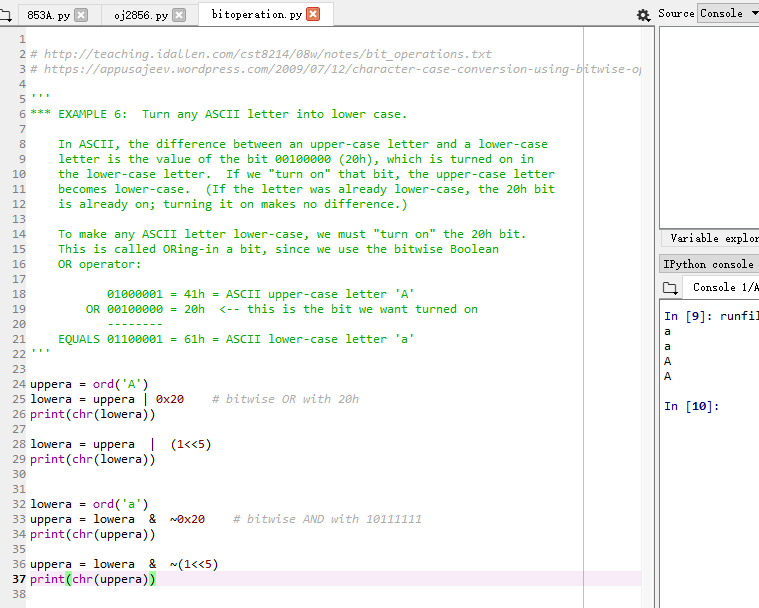 853A.py
oj2856.py
bitoperation.py
Source Console
1
2 # http://teaching.idallen.com/cst8214/08w/notes/bit_operations.txt
3 # https://appusajeev.wordpress.com/2009/07/12/character-case-conversion-using-bitwise-o
4
5 '''
6 *** EXAMPLE 6:  Turn any ASCII letter into lower case.
7
8     In ASCII, the difference between an upper-case letter and a lower-case
9     letter is the value of the bit 00100000 (20h), which is turned on in
10     the lower-case letter.  If we "turn on" that bit, the upper-case letter
11     becomes lower-case.  (If the letter was already lower-case, the 20h bit
12     is already on; turning it on makes no difference.)
13
14     To make any ASCII letter lower-case, we must "turn on" the 20h bit.
15     This is called ORing-in a bit, since we use the bitwise Boolean
16     OR operator:
17
18            01000001 = 41h = ASCII upper-case letter 'A'
19         OR 00100000 = 20h  <-- this is the bit we want turned on
20            --------
21     EQUALS 01100001 = 61h = ASCII lower-case letter 'a'
22 '''
23
24 uppera = ord('A')
25 lowera = uppera | 0x20    # bitwise OR with 20h
26 print(chr(lowera))
27
28 lowera = uppera  |  (1<<5)
29 print(chr(lowera))
30
31
32 lowera = ord('a')
33 uppera = lowera  &  ~0x20    # bitwise AND with 10111111
34 print(chr(uppera))
35
36 uppera = lowera  &  ~(1<<5)
37 print(chr(uppera))
38
Variable explor
IPython console
Console 1/A
In [9]: runfil
a
a
A
A
In [10]: